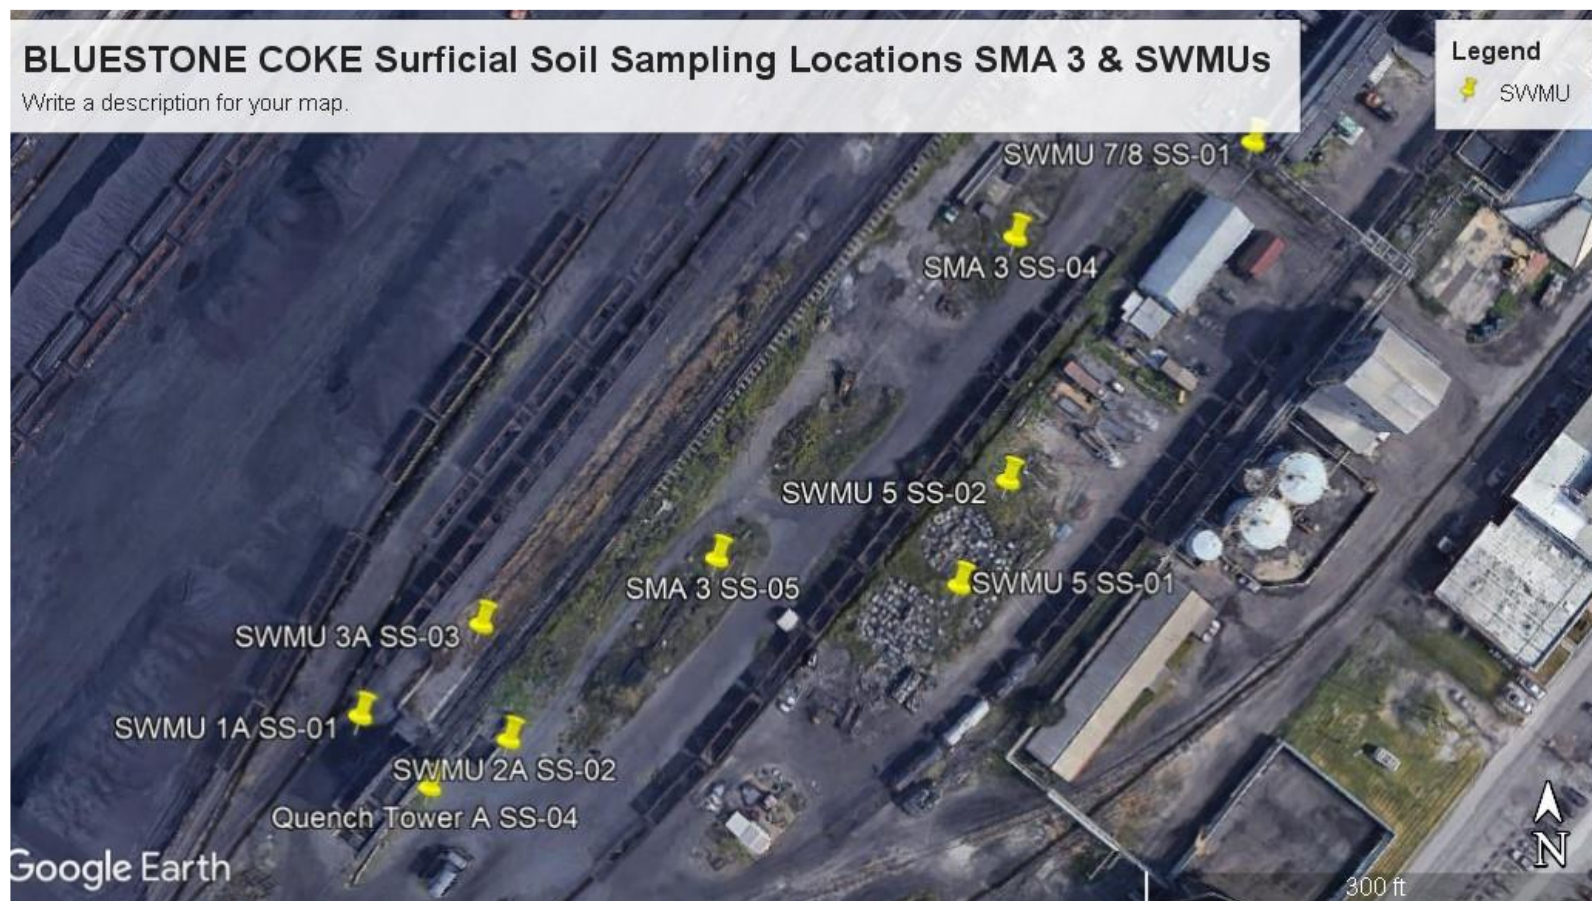 BLUESTONE COKE Surficial Soil Sampling Locations SMA 3 & SWMUs
Write a description for your map.
Legend
SWMU
SWMU 7/8 SS-01
SMA 3 SS-04
SWMU 5 SS-02
SMA 3 SS-05
SWMU 5 SS-01
SWMU 3A SS-03
SWMU 1A SS-01
SWMU 2A SS-02
Quench Tower A SS-04
Google Earth
N
300 ft